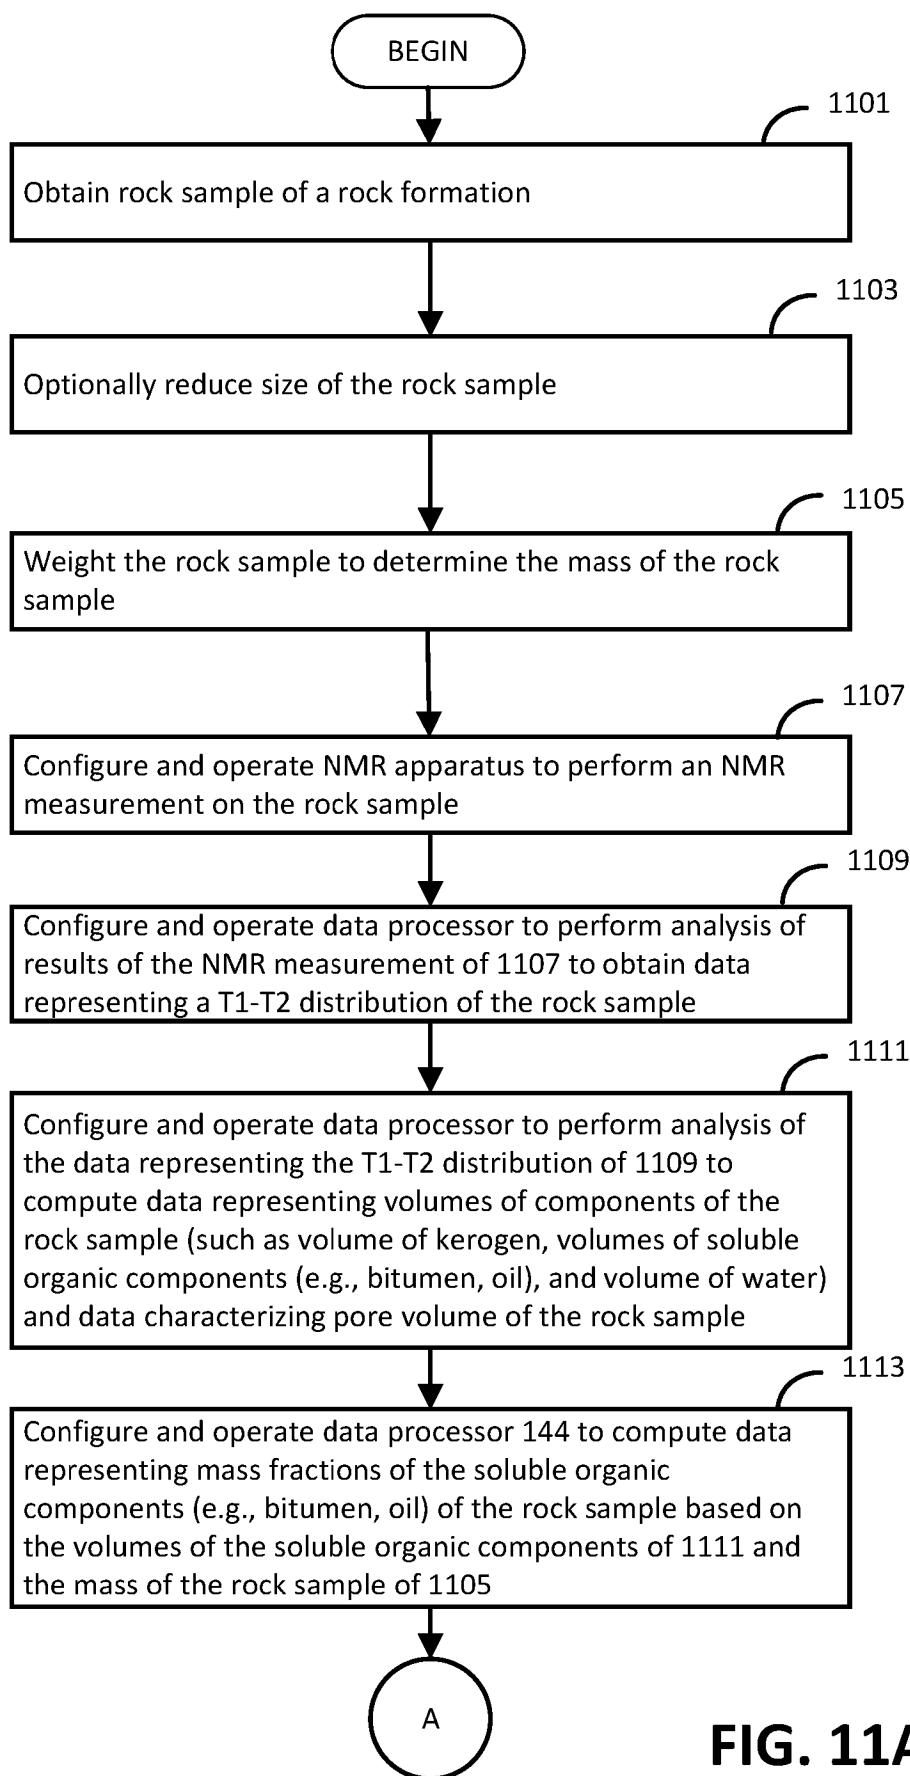 BEGIN
1101
Obtain rock sample of a rock formation
1103
Optionally reduce size of the rock sample
1105
Weight the rock sample to determine the mass of the rock
sample
1107
Configure and operate NMR apparatus to perform an NMR
measurement on the rock sample
1109
Configure and operate data processor to perform analysis of
results of the NMR measurement of 1107 to obtain data
representing a T1-T2 distribution of the rock sample
1111
Configure and operate data processor to perform analysis of
the data representing the T1-T2 distribution of 1109 to
compute data representing volumes of components of the
rock sample (such as volume of kerogen, volumes of soluble
organic components (e.g., bitumen, oil), and volume of water)
and data characterizing pore volume of the rock sample
1113
Configure and operate data processor 144 to compute data
representing mass fractions of the soluble organic
components (e.g., bitumen, oil) of the rock sample based on
the volumes of the soluble organic components of 1111 and
the mass of the rock sample of 1105
A
FIG. 11A